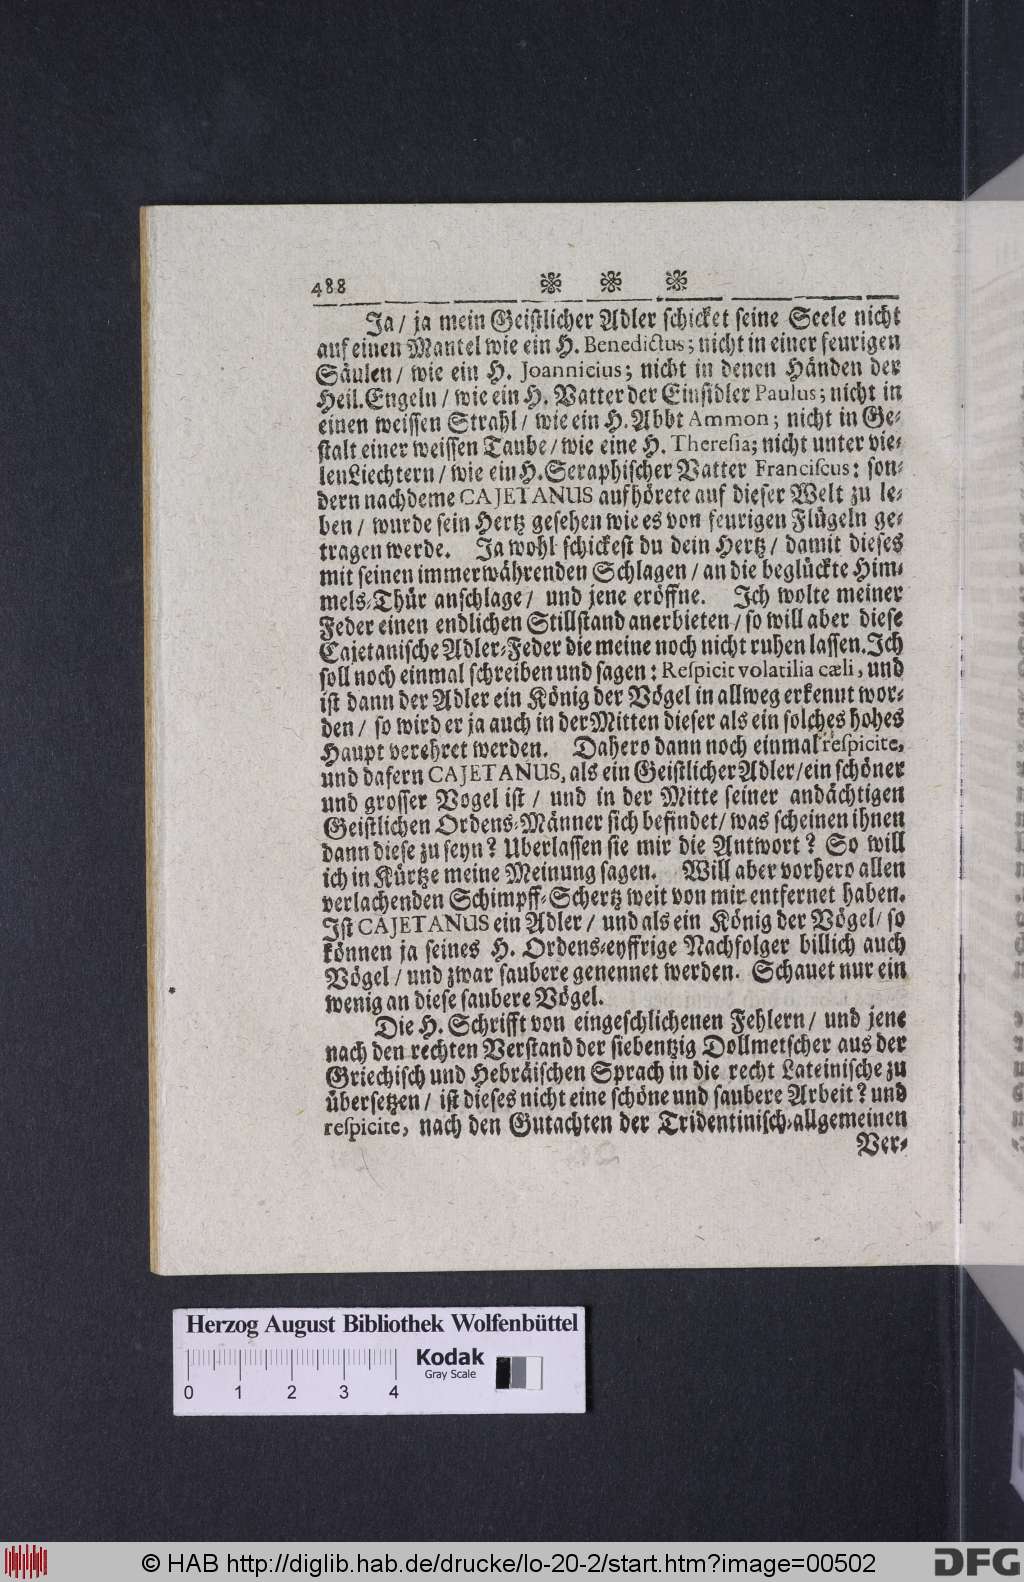 488
Ja / ja mein Geistlicher Adler schicket seine Seele nicht
auf einen Mantel wie ein H. Benedictus; nicht in einer feurigen
Säulen / wie ein H. Joannicius; nicht in denen Händen der
Heil. Engeln / wie ein H. Vatter der Einsidler Paulus; nicht in
einen weissen Strahl / wie ein H. Abbt Ammon; nicht in Ge-
stalt einer weissen Taube / wie eine H. Theresia; nicht unter vie-
len Liechtern / wie ein H. Seraphischer Vatter Franciscus: son-
dern nachdeme CAJETANUS aufhörete auf dieser Welt zu le-
ben / wurde sein Hertz gesehen wie es von feurigen Flügeln ge-
tragen werde. Ja wohl schickest du dein Hertz / damit dieses
mit seinen immerwährenden Schlagen / an die beglückte Him-
mels-Thür anschlage / und jene eröffne. Ich wolte meiner
Feder einen endlichen Stillstand anerbieten / so will aber diese
Cajetanische Adler-Feder die meine noch nicht ruhen lassen. Ich
soll noch einmal schreiben und sagen: Respicit volatilia cæli, und
ist dann der Adler ein König der Vögel in allweg erkennt wor-
den / so wird er ja auch in der Mitten dieser als ein solches hohes
Haupt verehret werden. Dahero dann noch einmal respicite,
und dafern CAJETANUS, als ein Geistlicher Adler / ein schöner
und grosser Vogel ist / und in der Mitte seiner andächtigen
Geistlichen Ordens-Männer sich befindet / was scheinen ihnen
dann diese zu seyn? Uberlassen sie mir die Antwort? So will
ich in Kürtze meine Meinung sagen. Will aber vorhero allen
verlachenden Schimpff-Schertz weit von mir entfernet haben.
Ist CAJETANUS ein Adler / und als ein König der Vögel / so
können ja seines H. Ordens-eyffrige Nachfolger billich auch
Vögel / und zwar saubere genennet werden. Schauet nur ein
wenig an diese saubere Vögel.
Die H. Schrifft von eingeschlichenen Fehlern / und jene
nach den rechten Verstand der siebentzig Dollmetscher aus der
Griechisch und Hebräischen Sprach in die recht Lateinische zu
übersetzen / ist dieses nicht eine schöne und saubere Arbeit? und
respicite, nach den Gutachten der Tridentinisch-allgemeinen
Ver-
Herzog August Bibliothek Wolfenbüttel
Kodak
Gray Scale
0 1 2 3 4
© HAB http://diglib.hab.de/drucke/lo-20-2/start.htm?image=00502
DFG